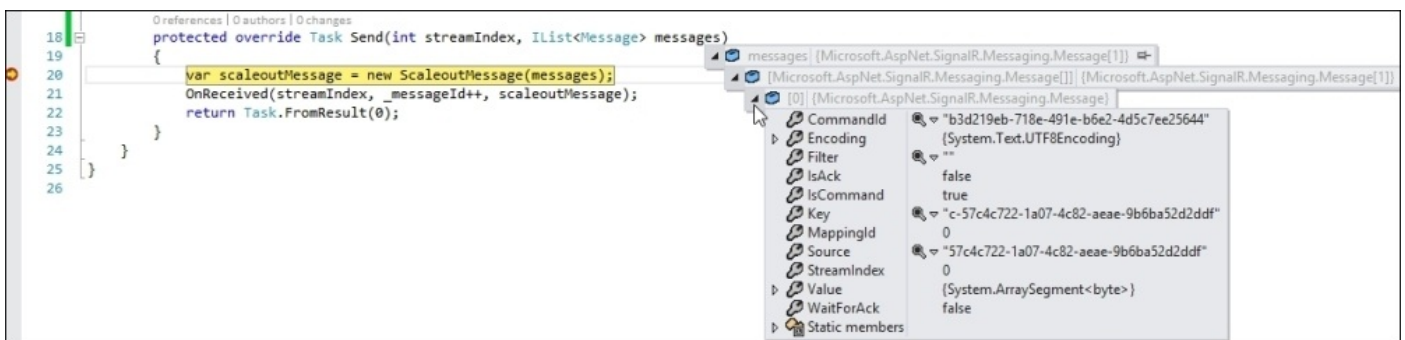 0 references | 0 authors | 0 changes
18 protected override Task Send(int streamIndex, IList<Message> messages)
19 {
messages {Microsoft.AspNet.SignalR.Messaging.Message[1]}
20 var scaleoutMessage = new ScaleoutMessage(messages);
[Microsoft.AspNet.SignalR.Messaging.Message[]] {Microsoft.AspNet.SignalR.Messaging.Message[1]}
21 OnReceived(streamIndex, _messageId++, scaleoutMessage);
[0] {Microsoft.AspNet.SignalR.Messaging.Message}
22 return Task.FromResult(0);
23 }
24 }
25 }
26
CommandId "b3d219eb-718e-491e-b6e2-4d5c7ee25644"
Encoding {System.Text.UTF8Encoding}
Filter ""
IsAck false
IsCommand true
Key "c-57c4c722-1a07-4c82-aeae-9b6ba52d2ddf"
MappingId 0
Source "57c4c722-1a07-4c82-aeae-9b6ba52d2ddf"
StreamIndex 0
Value {System.ArraySegment<byte>}
WaitForAck false
Static members